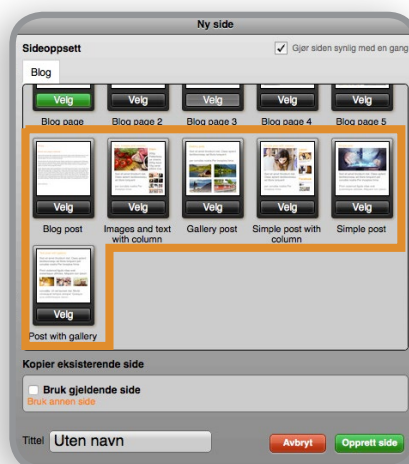 Ny side
Sideoppsett
Gjør siden synlig med en gang
Blog
Velg Velg Velg Velg Velg
Blog page Blog page 2 Blog page 3 Blog page 4 Blog page 5
Velg Velg Velg Velg Velg
Blog post Images and text with column Gallery post Simple post with column Simple post
Velg
Post with gallery
Kopier eksisterende side
Bruk gjeldende side
Bruk annen side
Tittel Uten navn Avbryt Opprett side